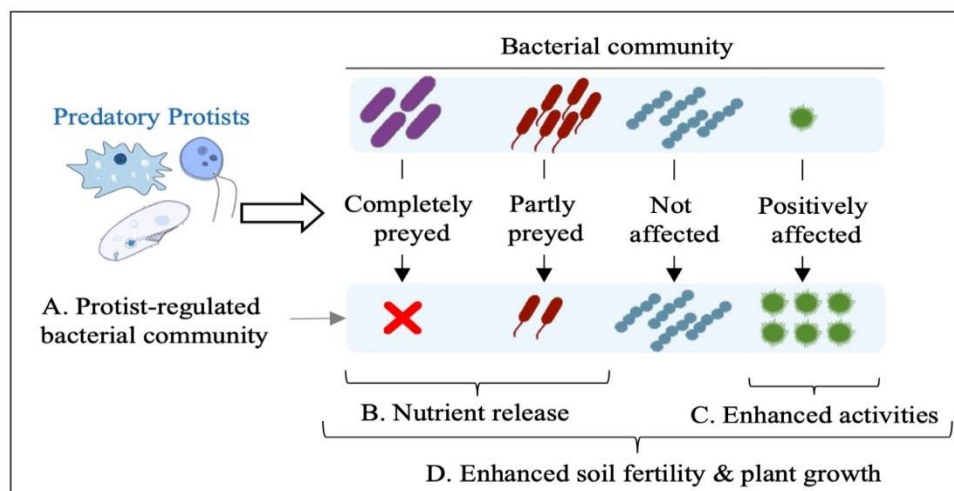 Bacterial community
Predatory Protists
Completely
preyed
Partly
preyed
Not
affected
Positively
affected
A. Protist-regulated
bacterial community
B. Nutrient release
C. Enhanced activities
D. Enhanced soil fertility & plant growth